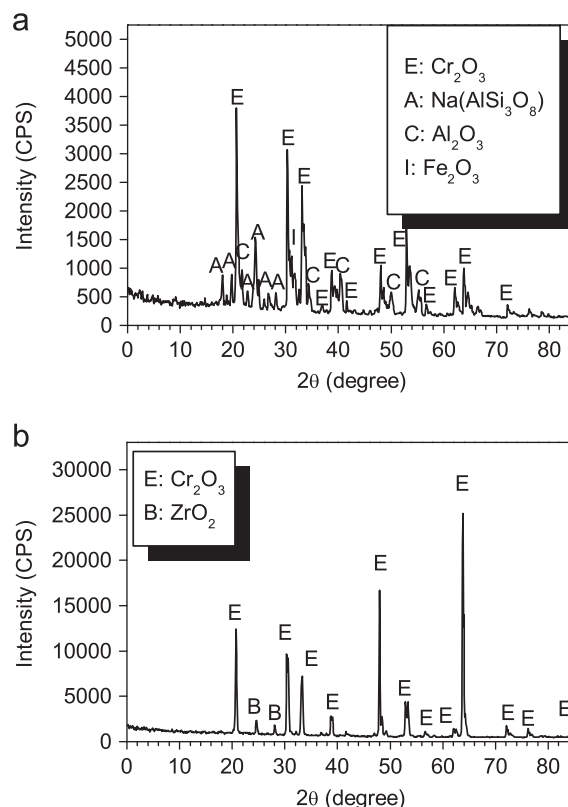 a
5000
4500
4000
3500
3000
2500
2000
1500
1000
500
0
Intensity (CPS)
E: Cr₂O₃
A: Na(AlSi₃O₈)
C: Al₂O₃
I: Fe₂O₃
E
E
E
I
A
A A C A A A
C E E C E
E
E C C E
E E
E
0 10 20 30 40 50 60 70 80
2θ (degree)
b
30000
25000
20000
15000
10000
5000
0
Intensity (CPS)
E: Cr₂O₃
B: ZrO₂
E
E
E
E E
B B E E E E E E E
0 10 20 30 40 50 60 70 80
2θ (degree)